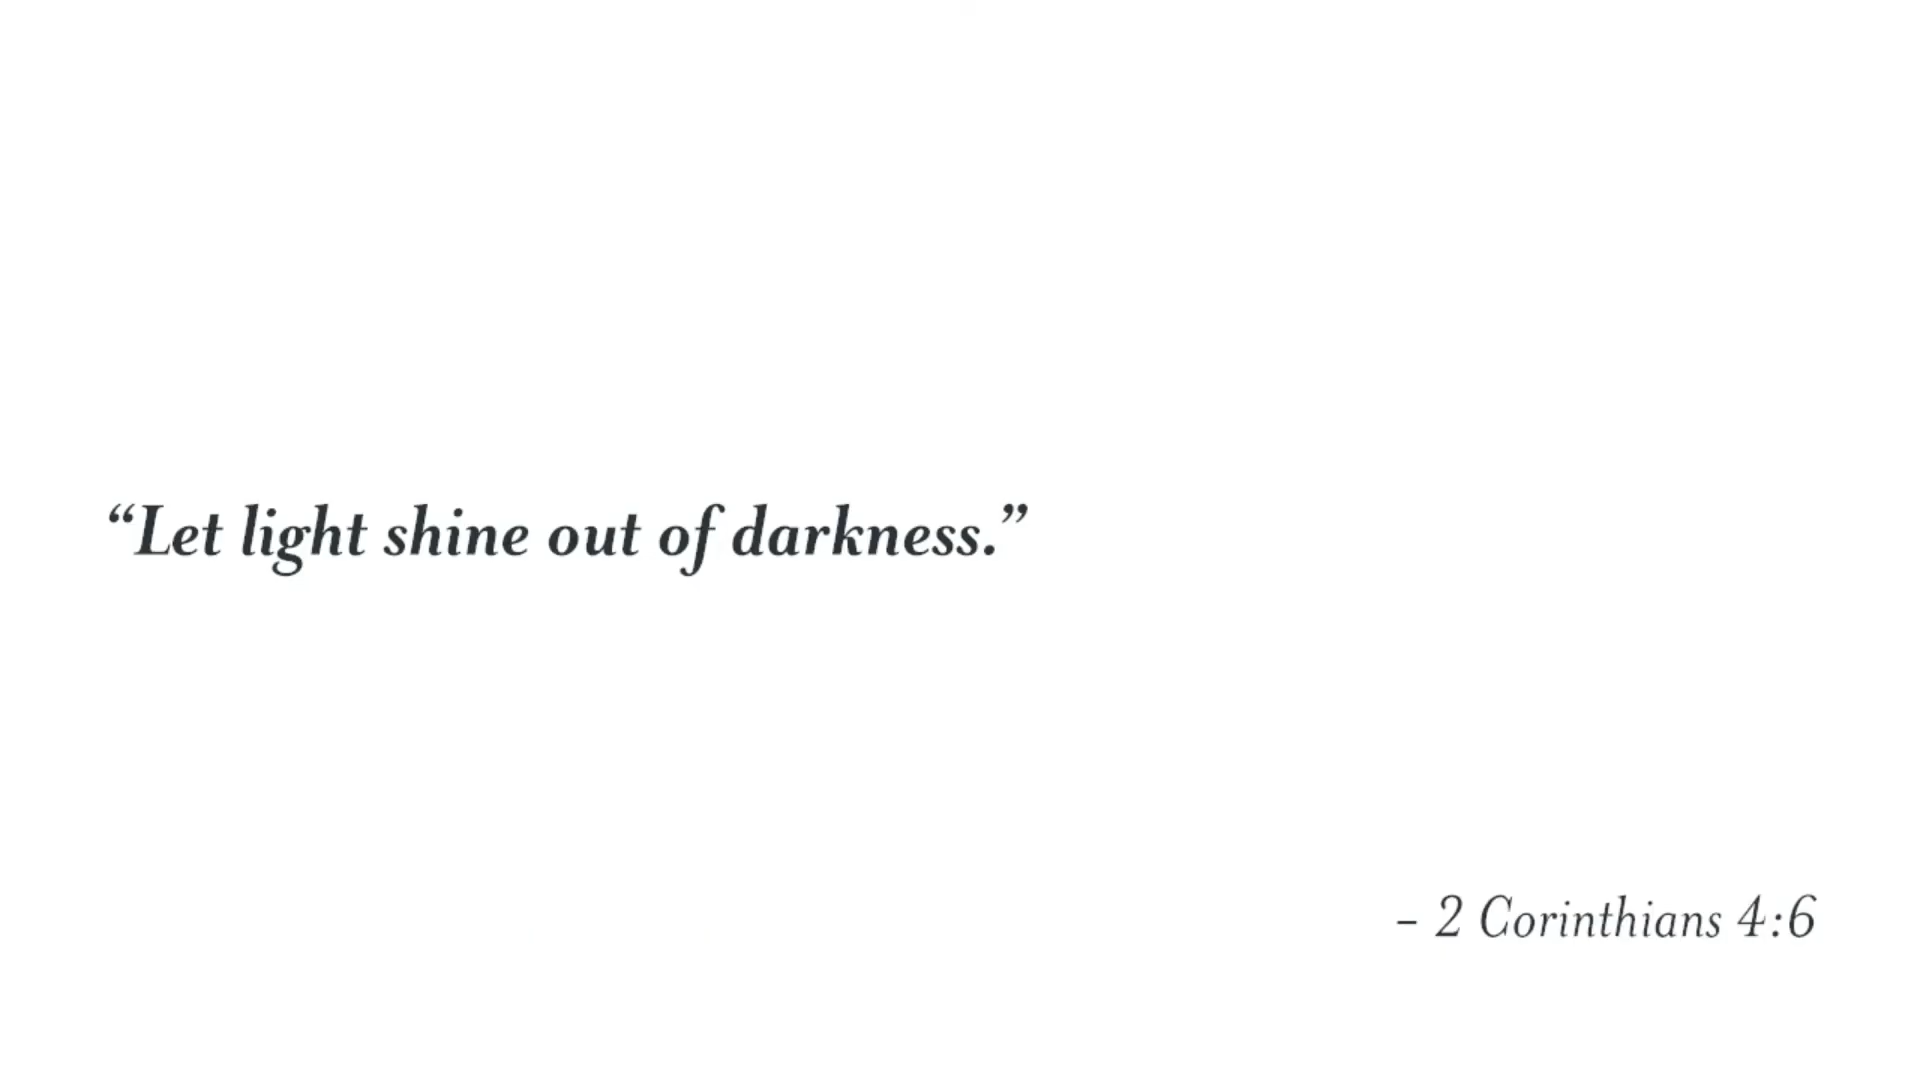 “Let light shine out of darkness.”
– 2 Corinthians 4:6